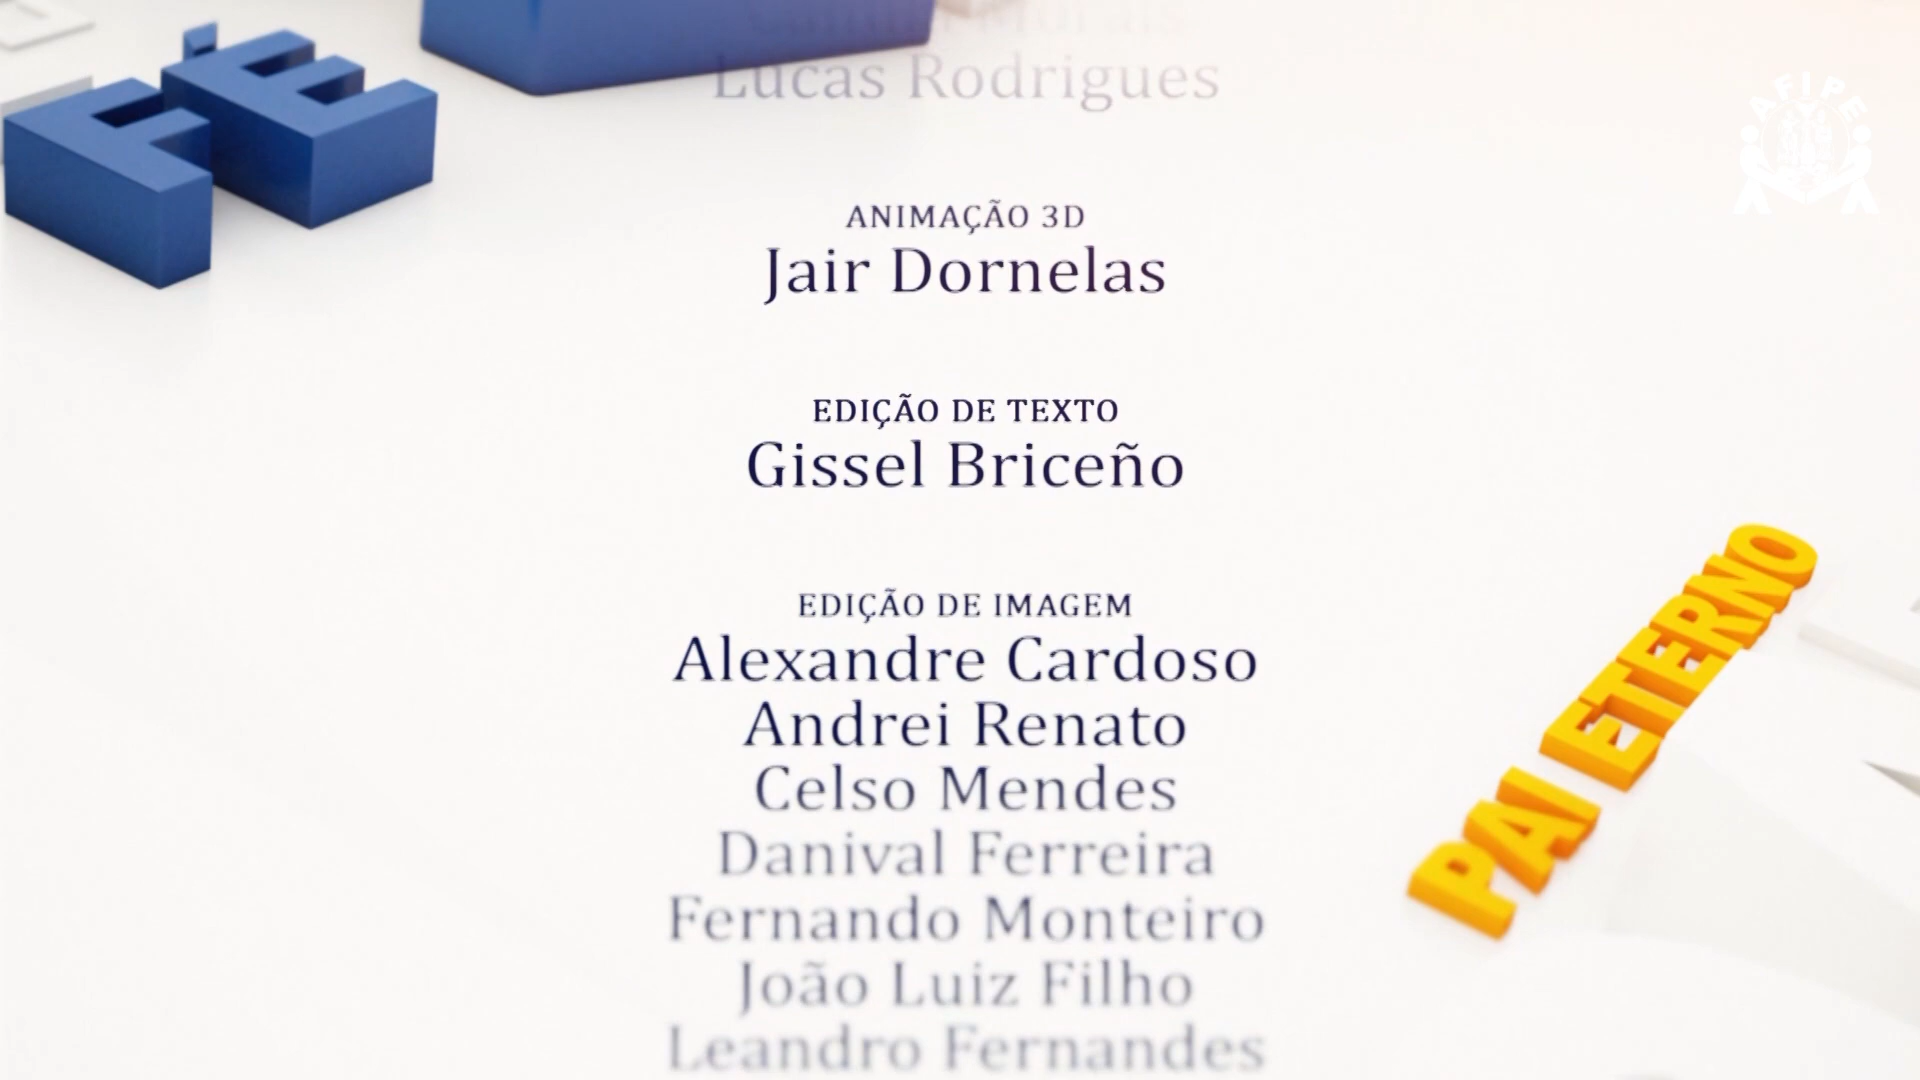 Lucas Rodrigues
FÉ
AFIPE
ANIMAÇÃO 3D
Jair Dornelas
EDIÇÃO DE TEXTO
Gissel Briceño
EDIÇÃO DE IMAGEM
Alexandre Cardoso
Andrei Renato
Celso Mendes
Danival Ferreira
Fernando Monteiro
João Luiz Filho
Leandro Fernandes
PAI ETERNO